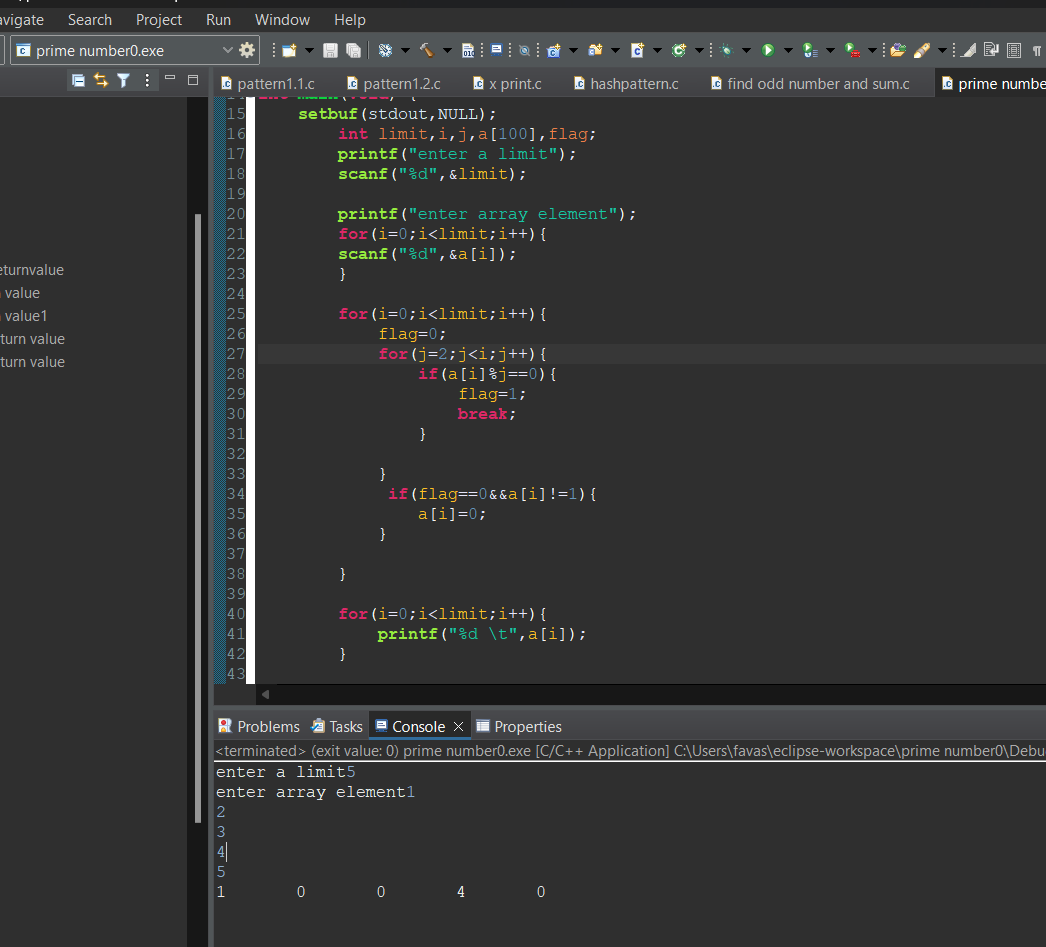 avigate Search Project Run Window Help
prime number0.exe
pattern1.1.c pattern1.2.c x print.c hashpattern.c find odd number and sum.c prime numbe
15 setbuf(stdout,NULL);
16 int limit,i,j,a[100],flag;
17 printf("enter a limit");
18 scanf("%d",&limit);
19
20 printf("enter array element");
21 for(i=0;i<limit;i++){
22 scanf("%d",&a[i]);
23 }
24
25 for(i=0;i<limit;i++){
26 flag=0;
27 for(j=2;j<i;j++){
28 if(a[i]%j==0){
29 flag=1;
30 break;
31 }
32
33 }
34 if(flag==0&&a[i]!=1){
35 a[i]=0;
36 }
37
38 }
39
40 for(i=0;i<limit;i++){
41 printf("%d \t",a[i]);
42 }
43
eturnvalue
value
value1
turn value
turn value
Problems Tasks Console Properties
<terminated> (exit value: 0) prime number0.exe [C/C++ Application] C:\Users\favas\eclipse-workspace\prime number0\Debu
enter a limit5
enter array element1
2
3
4
5
1 0 0 4 0